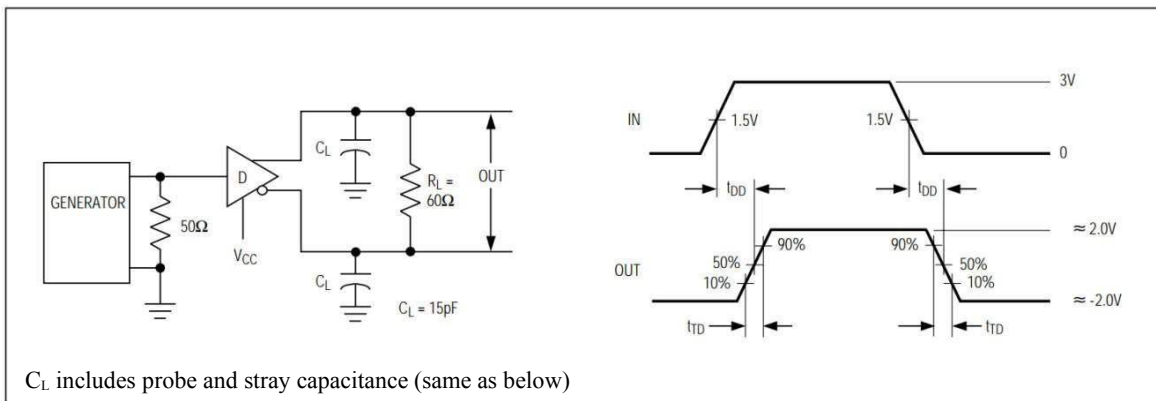 GENERATOR
50Ω
D
VCC
CL
CL
RL =
60Ω
OUT
CL = 15pF
IN
1.5V
1.5V
3V
0
tDD
tDD
OUT
90%
50%
10%
90%
50%
10%
≈ 2.0V
≈ -2.0V
tTD
tTD
CL includes probe and stray capacitance (same as below)